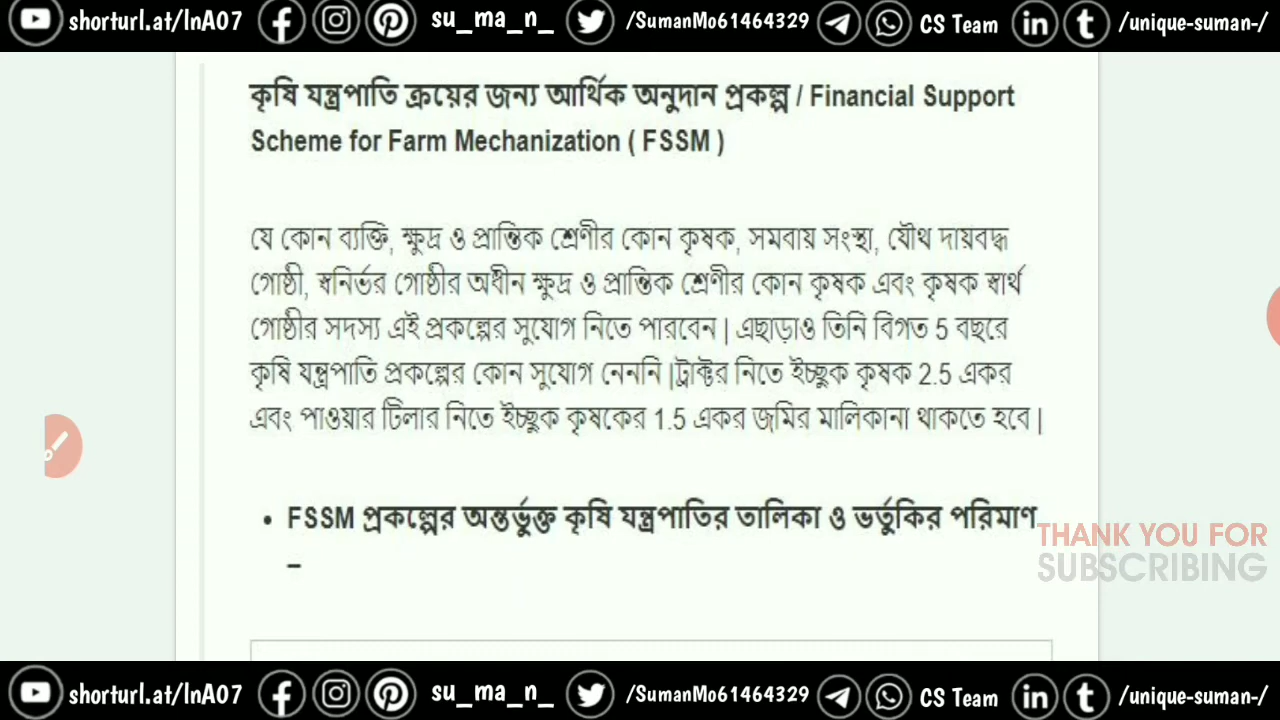 shorturl.at/lnA07 su_ma_n_ /SumanMo61464329 CS Team /unique-suman-/
কৃষি যন্ত্রপাতি ক্রয়ের জন্য আর্থিক অনুদান প্রকল্প / Financial Support
Scheme for Farm Mechanization ( FSSM )
যে কোন ব্যক্তি, ক্ষুদ্র ও প্রান্তিক শ্রেণীর কোন কৃষক, সমবায় সংস্থা, যৌথ দায়বদ্ধ
গোষ্ঠী, স্বনির্ভর গোষ্ঠীর অধীন ক্ষুদ্র ও প্রান্তিক শ্রেণীর কোন কৃষক এবং কৃষক স্বার্থ
গোষ্ঠীর সদস্য এই প্রকল্পের সুযোগ নিতে পারবেন | এছাড়াও তিনি বিগত 5 বছরে
কৃষি যন্ত্রপাতি প্রকল্পের কোন সুযোগ নেননি |ট্রাক্টর নিতে ইচ্ছুক কৃষক 2.5 একর
এবং পাওয়ার টিলার নিতে ইচ্ছুক কৃষকের 1.5 একর জমির মালিকানা থাকতে হবে |
• FSSM প্রকল্পের অন্তর্ভুক্ত কৃষি যন্ত্রপাতির তালিকা ও ভর্তুকির পরিমাণ
–
THANK YOU FOR
SUBSCRIBING
shorturl.at/lnA07 su_ma_n_ /SumanMo61464329 CS Team /unique-suman-/